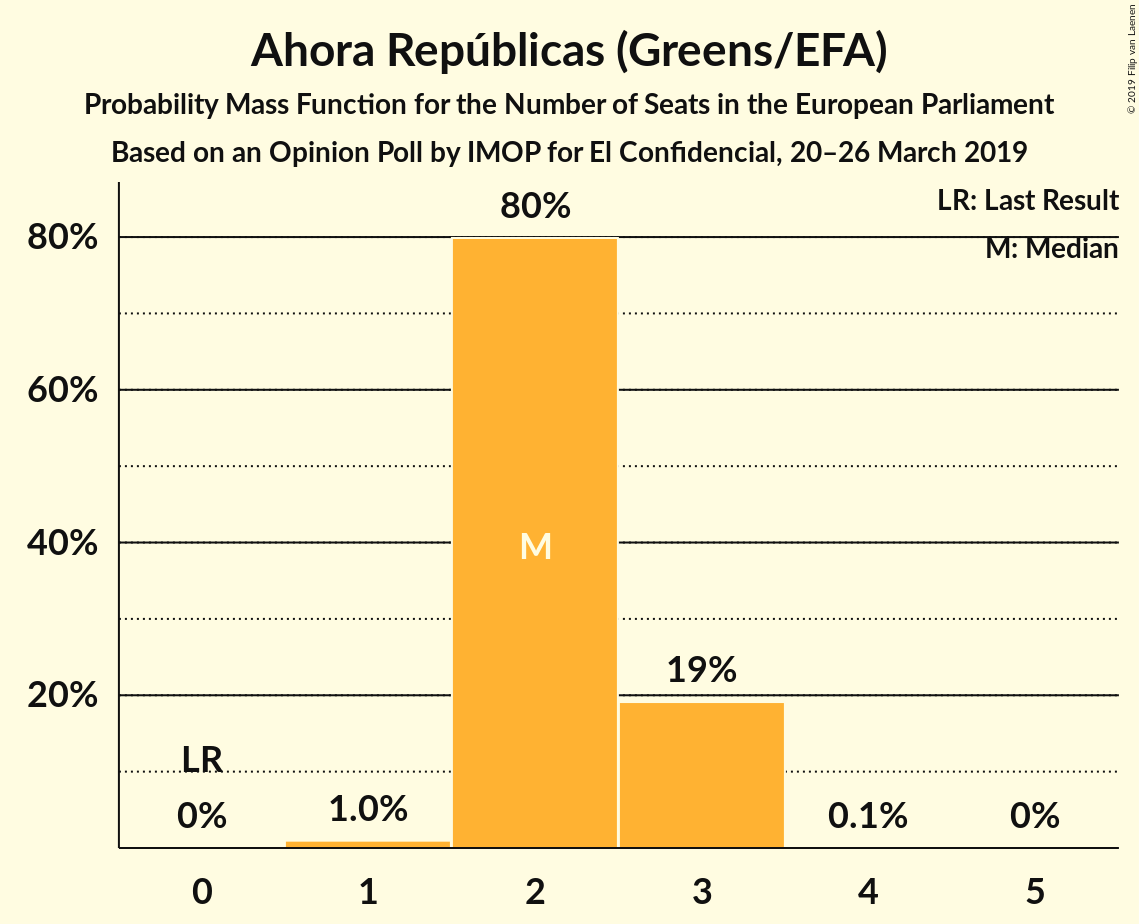 Ahora Repúblicas (Greens/EFA)
Probability Mass Function for the Number of Seats in the European Parliament
Based on an Opinion Poll by IMOP for El Confidencial, 20–26 March 2019
© 2019 Filip van Laenen
LR: Last Result
M: Median
80%
60%
40%
20%
LR
0%
1.0%
80%
M
19%
0.1%
0%
0 1 2 3 4 5